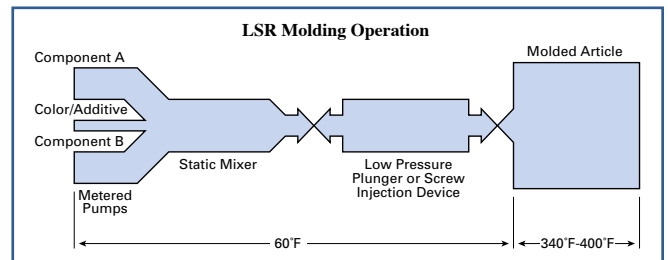 LSR Molding Operation
Component A
Molded Article
Color/Additive
Component B
Static Mixer
Low Pressure
Plunger or Screw
Injection Device
Metered
Pumps
60˚F
340˚F-400˚F